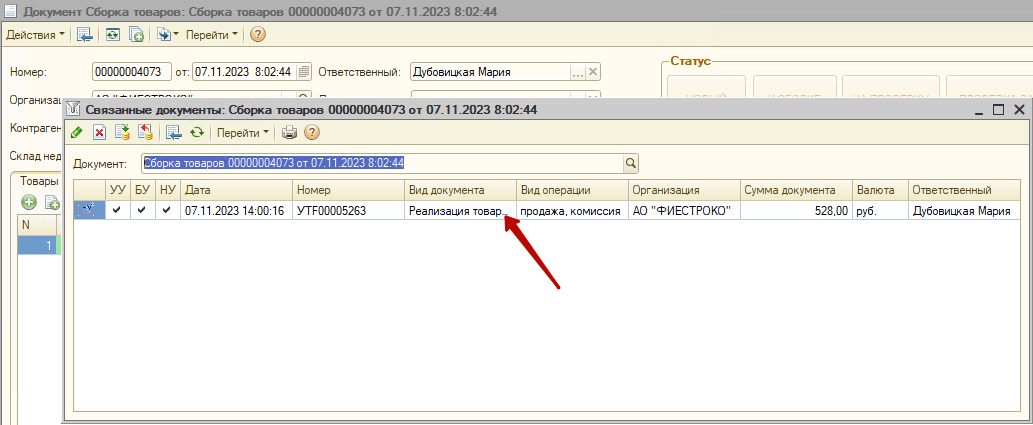 Документ Сборка товаров: Сборка товаров 00000004073 от 07.11.2023 8:02:44
Действия Перейти
Номер: 00000004073 от: 07.11.2023 8:02:44 Ответственный: Дубовицкая Мария ... Статус
Организац
Контраген
Склад нед
Товары
N
1
Связанные документы: Сборка товаров 00000004073 от 07.11.2023 8:02:44
Перейти
Документ: Сборка товаров 00000004073 от 07.11.2023 8:02:44
УУ БУ НУ Дата Номер Вид документа Вид операции Организация Сумма документа Валюта Ответственный
07.11.2023 14:00:16 УТF00005263 Реализация товар... продажа, комиссия АО "ФИЕСТРОКО" 528,00 руб. Дубовицкая Мария